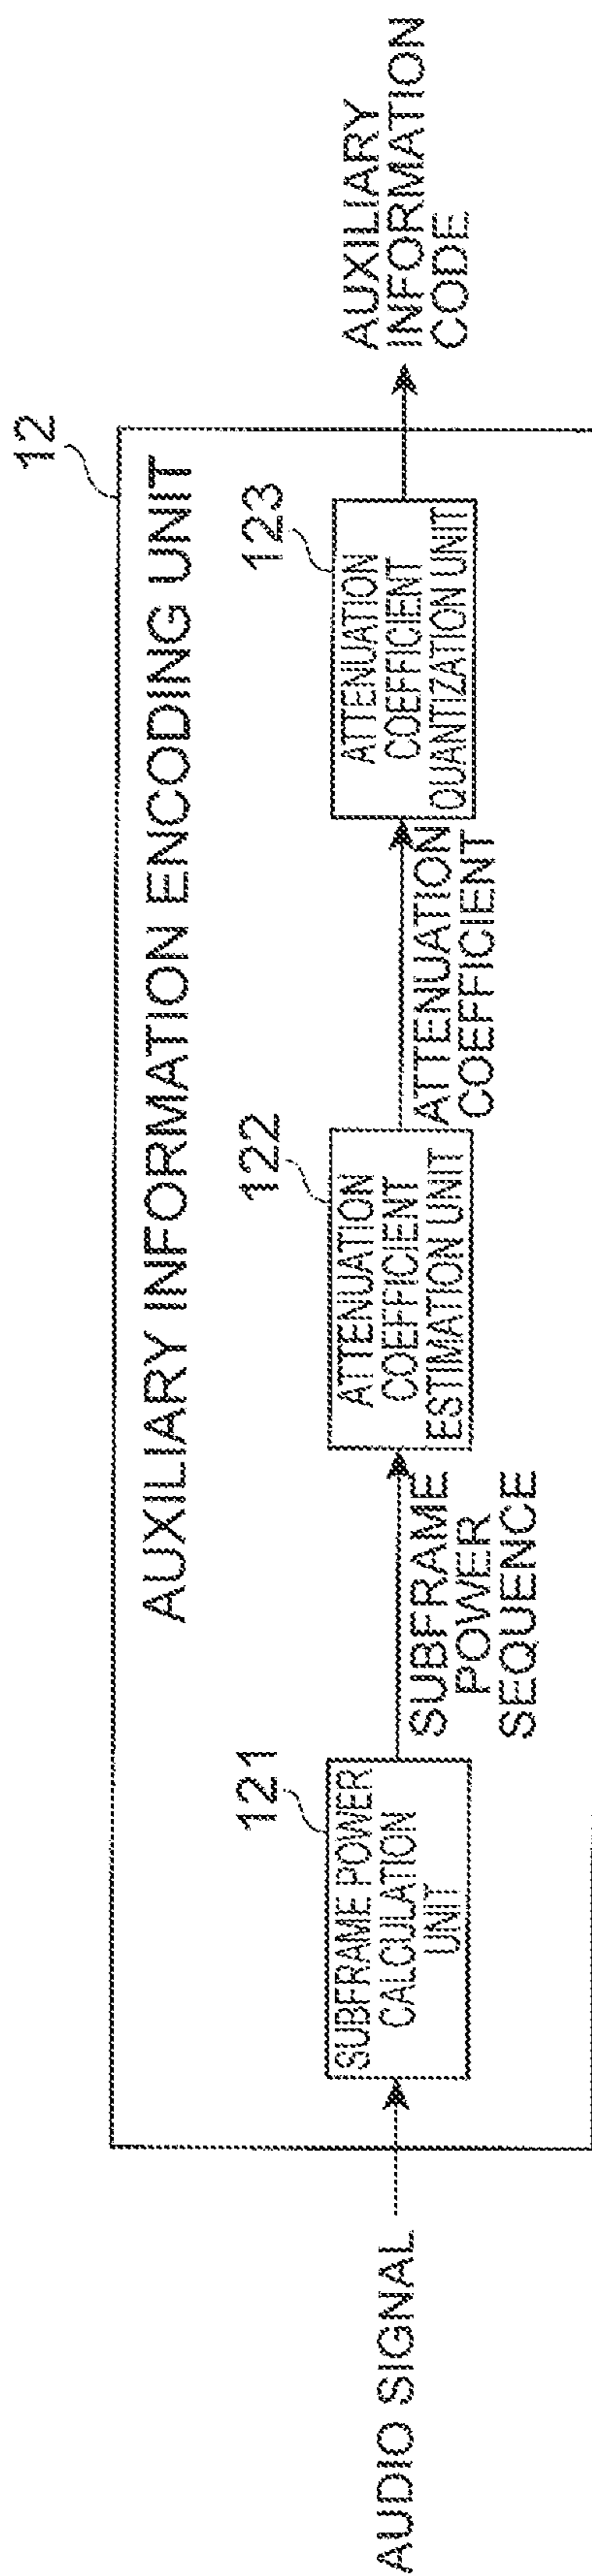 12
AUXILIARY INFORMATION ENCODING UNIT
AUDIO SIGNAL
121
SUBFRAME POWER
CALCULATION
UNIT
SUBFRAME
POWER
SEQUENCE
122
ATTENUATION
COEFFICIENT
ESTIMATION UNIT
ATTENUATION
COEFFICIENT
123
ATTENUATION
COEFFICIENT
QUANTIZATION UNIT
AUXILIARY
INFORMATION
CODE